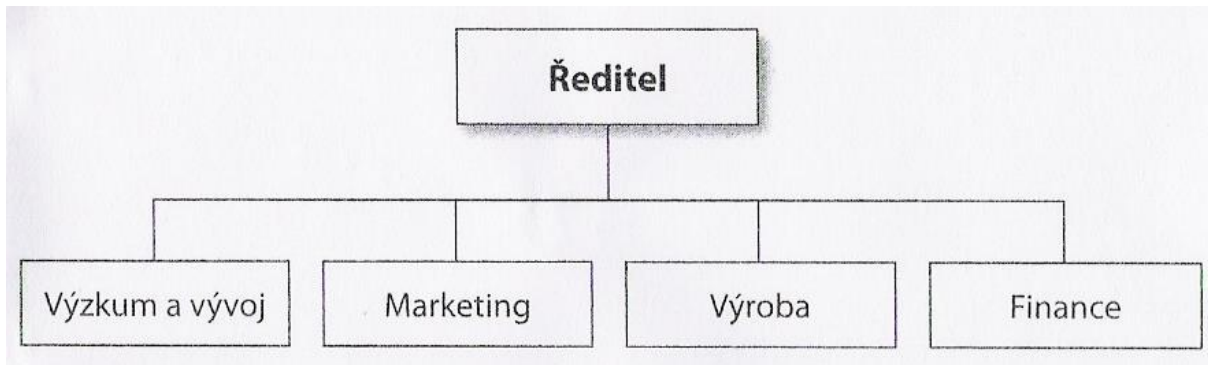 Ředitel
Výzkum a vývoj
Marketing
Výroba
Finance